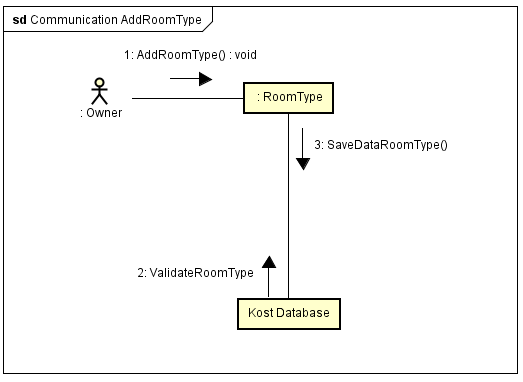 sd Communication AddRoomType
1: AddRoomType() : void
: Owner
: RoomType
3: SaveDataRoomType()
2: ValidateRoomType
Kost Database